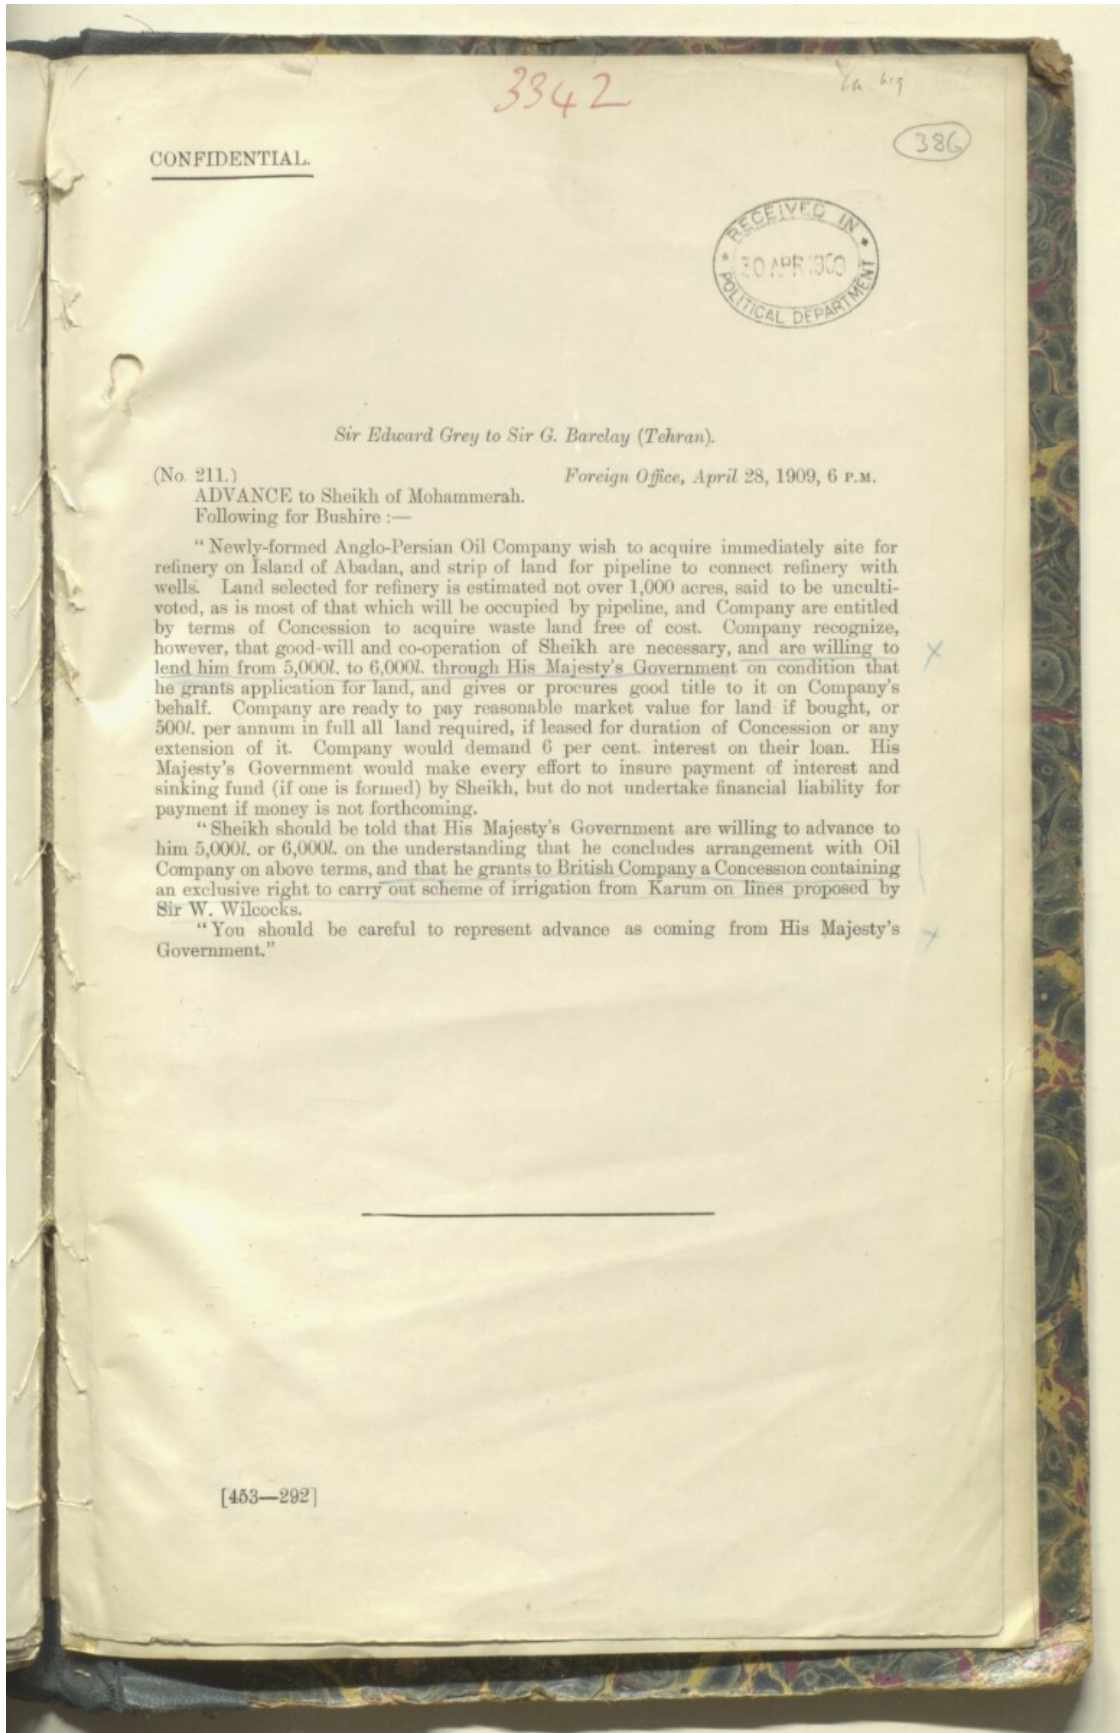 3342
386
CONFIDENTIAL.
RECEIVED IN
30 APR 1909
POLITICAL DEPARTMENT
Sir Edward Grey to Sir G. Barclay (Tehran).
(No. 211.) Foreign Office, April 28, 1909, 6 P.M.
ADVANCE to Sheikh of Mohammerah.
Following for Bushire :—
“ Newly-formed Anglo-Persian Oil Company wish to acquire immediately site for
refinery on Island of Abadan, and strip of land for pipeline to connect refinery with
wells. Land selected for refinery is estimated not over 1,000 acres, said to be unculti-
voted, as is most of that which will be occupied by pipeline, and Company are entitled
by terms of Concession to acquire waste land free of cost. Company recognize,
however, that good-will and co-operation of Sheikh are necessary, and are willing to
lend him from 5,000l. to 6,000l. through His Majesty's Government on condition that
he grants application for land, and gives or procures good title to it on Company's
behalf. Company are ready to pay reasonable market value for land if bought, or
500l. per annum in full all land required, if leased for duration of Concession or any
extension of it. Company would demand 6 per cent. interest on their loan. His
Majesty's Government would make every effort to insure payment of interest and
sinking fund (if one is formed) by Sheikh, but do not undertake financial liability for
payment if money is not forthcoming.
“ Sheikh should be told that His Majesty's Government are willing to advance to
him 5,000l. or 6,000l. on the understanding that he concludes arrangement with Oil
Company on above terms, and that he grants to British Company a Concession containing
an exclusive right to carry out scheme of irrigation from Karum on lines proposed by
Sir W. Wilcocks.
“ You should be careful to represent advance as coming from His Majesty's
Government.”
[453—292]